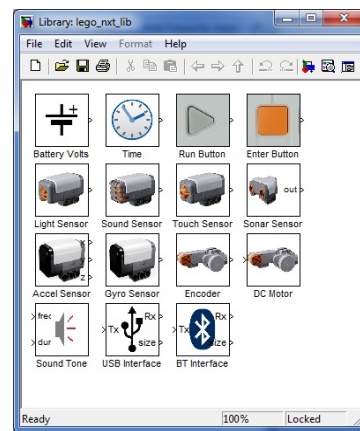 Library: lego_nxt_lib
File Edit View Format Help
Battery Volts Time Run Button Enter Button
out
Light Sensor Sound Sensor Touch Sensor Sonar Sensor
X
Z
Accel Sensor Gyro Sensor Encoder DC Motor
frec Tx Rx Tx Rx
dur size size
Sound Tone USB Interface BT Interface
Ready 100% Locked